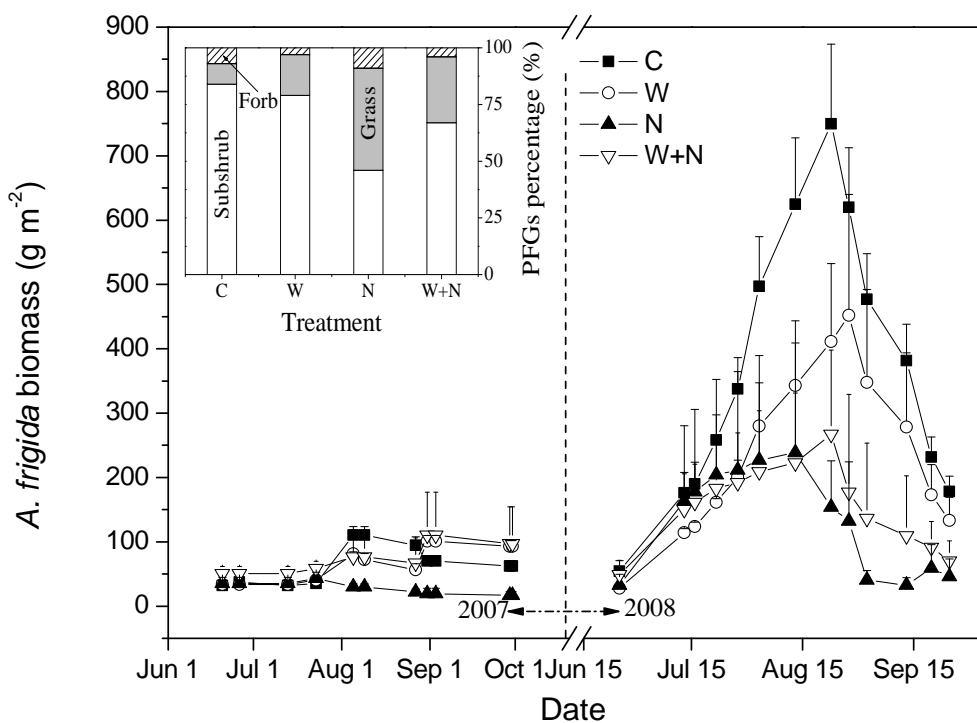 900
800
700
600
500
400
300
200
100
0
A. frigida biomass (g m⁻²)
100
75
50
25
0
PFGs percentage (%)
Forb
Subshrub
Grass
C W N W+N
Treatment
C
W
N
W+N
2007 2008
Jun 1 Jul 1 Aug 1 Sep 1 Oct 1 Jun 15 Jul 15 Aug 15 Sep 15
Date